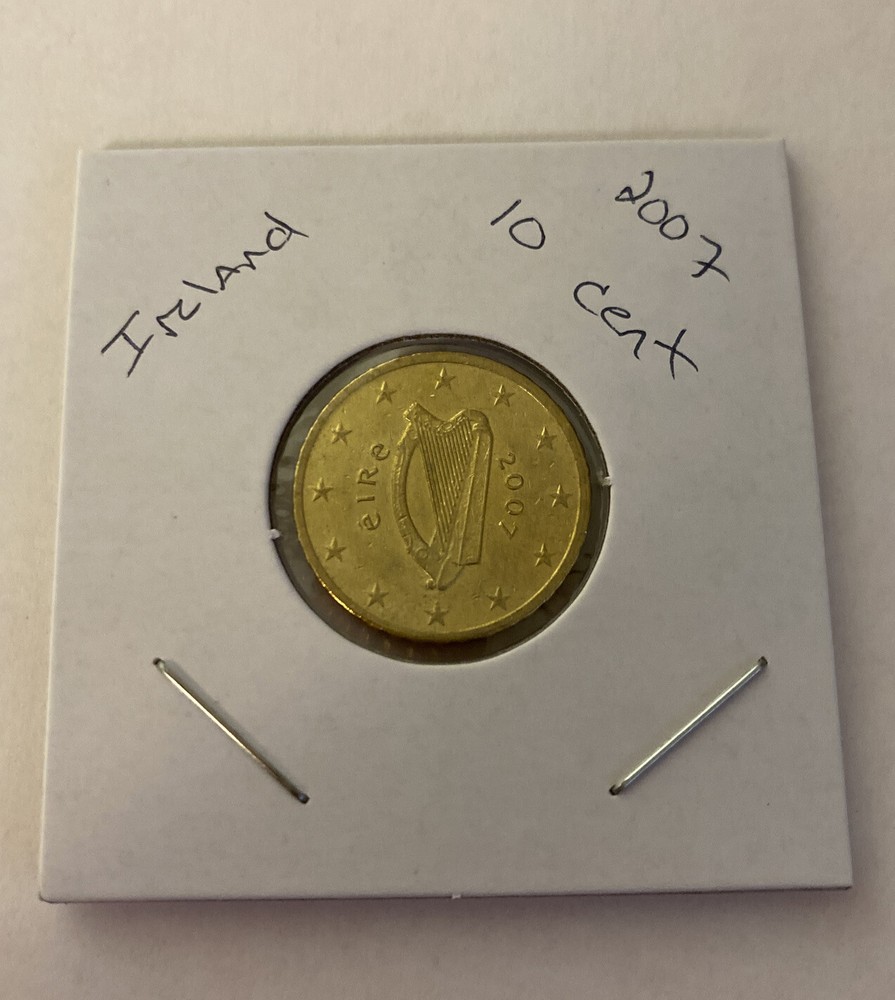 Ireland
10 2007
cent
éire
2007